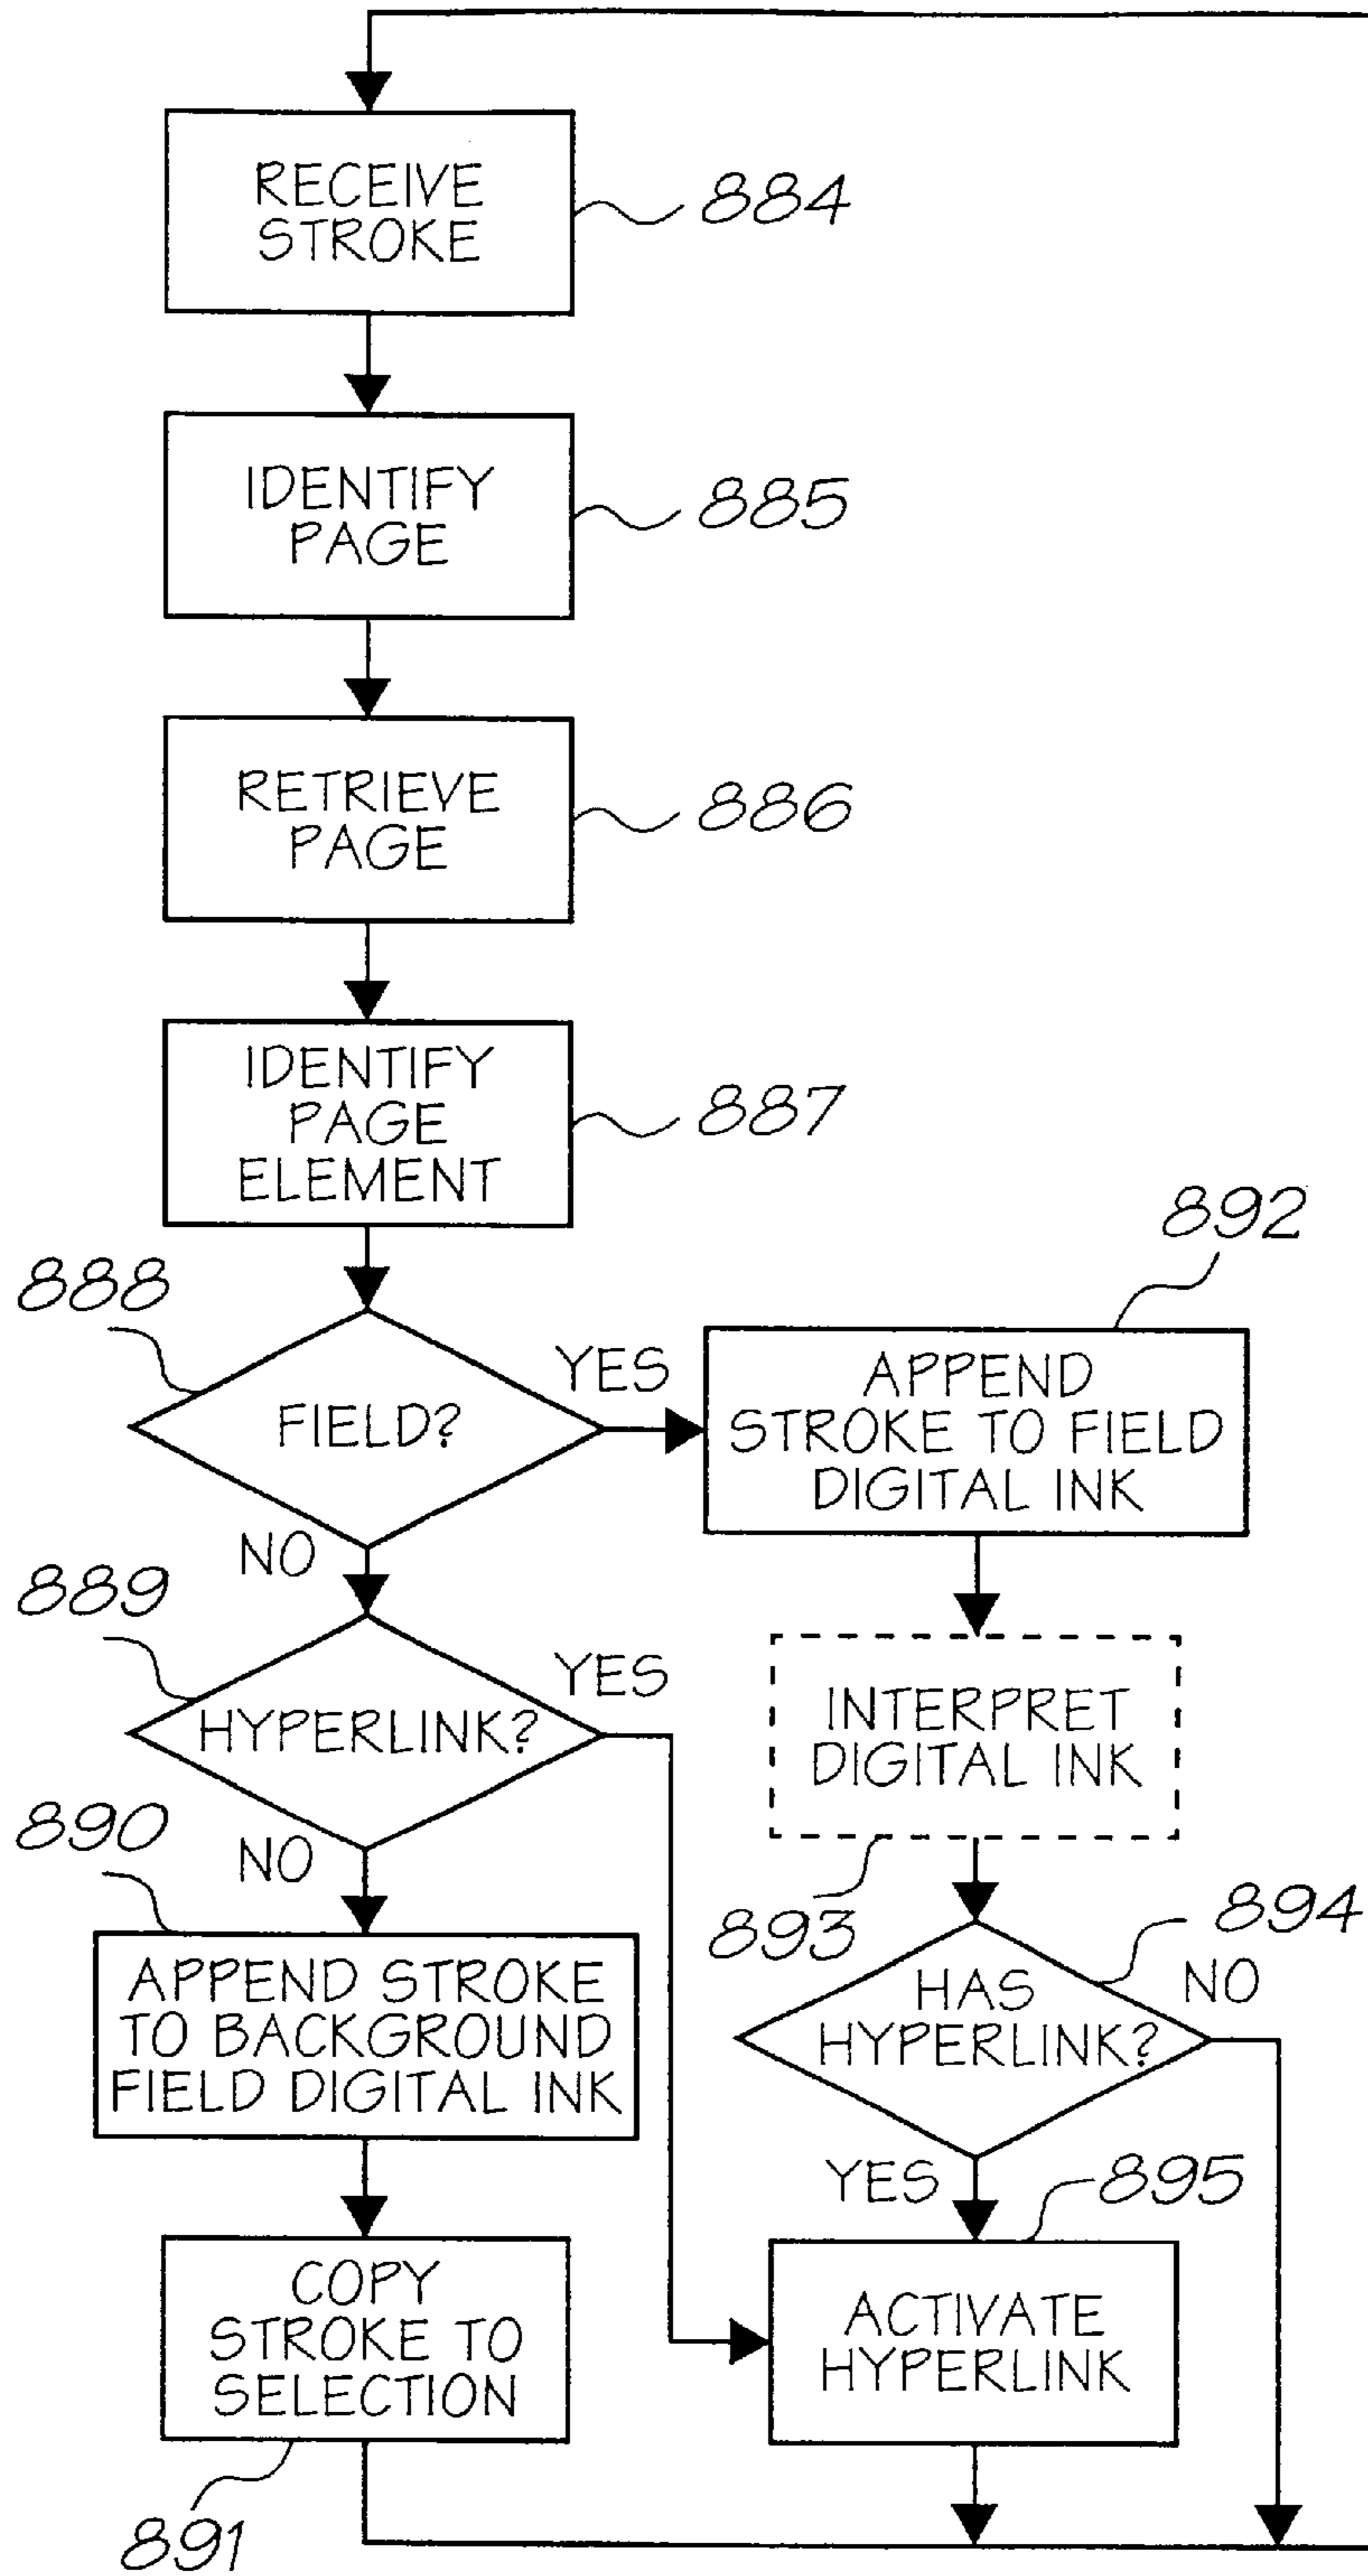 RECEIVE
STROKE
884
IDENTIFY
PAGE
885
RETRIEVE
PAGE
886
IDENTIFY
PAGE
ELEMENT
887
888
FIELD?
YES
NO
892
APPEND
STROKE TO FIELD
DIGITAL INK
889
HYPERLINK?
YES
NO
INTERPRET
DIGITAL INK
893
890
APPEND STROKE
TO BACKGROUND
FIELD DIGITAL INK
894
HAS
HYPERLINK?
NO
YES
895
COPY
STROKE TO
SELECTION
891
ACTIVATE
HYPERLINK